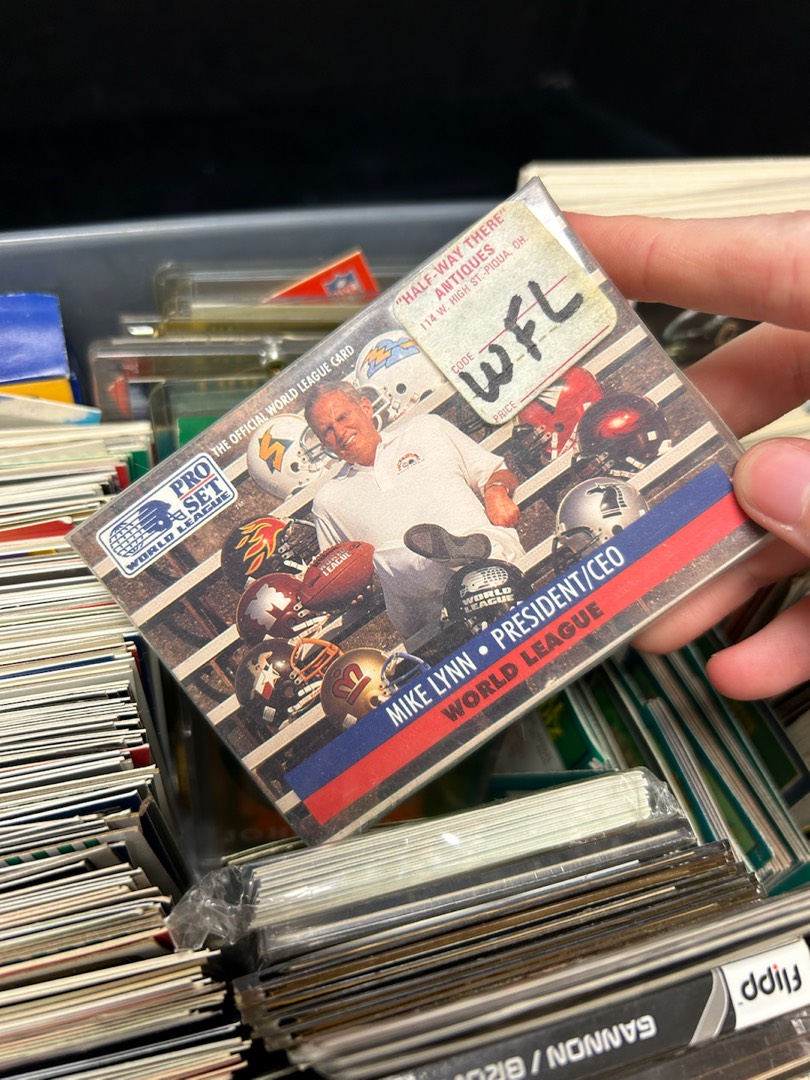 "HALF-WAY THERE"
ANTIQUES
114 W. HIGH ST.-PIQUA, OH.
CODE
WFL
PRICE
THE OFFICIAL WORLD LEAGUE CARD
PRO
SET
WORLD LEAGUE
LEAGUE
WORLD
LEAGUE
MIKE LYNN • PRESIDENT/CEO
WORLD LEAGUE
flipp
GANNON /